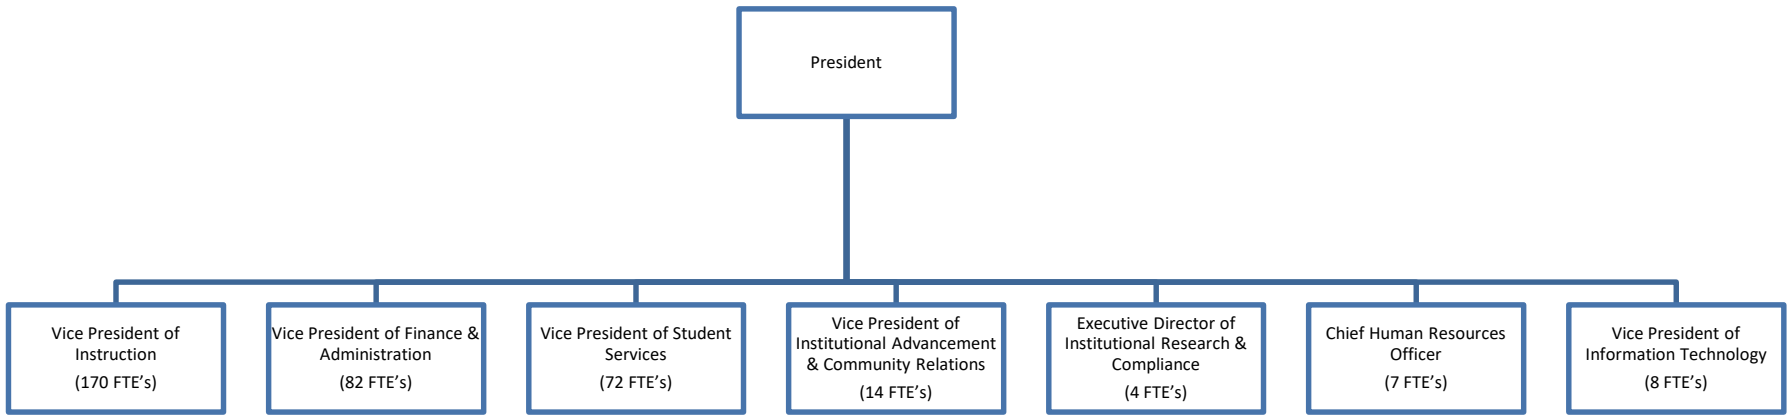 President
Vice President of
Instruction
(170 FTE’s)
Vice President of Finance &
Administration
(82 FTE’s)
Vice President of Student
Services
(72 FTE’s)
Vice President of
Institutional Advancement
& Community Relations
(14 FTE’s)
Executive Director of
Institutional Research &
Compliance
(4 FTE’s)
Chief Human Resources
Officer
(7 FTE’s)
Vice President of
Information Technology
(8 FTE’s)